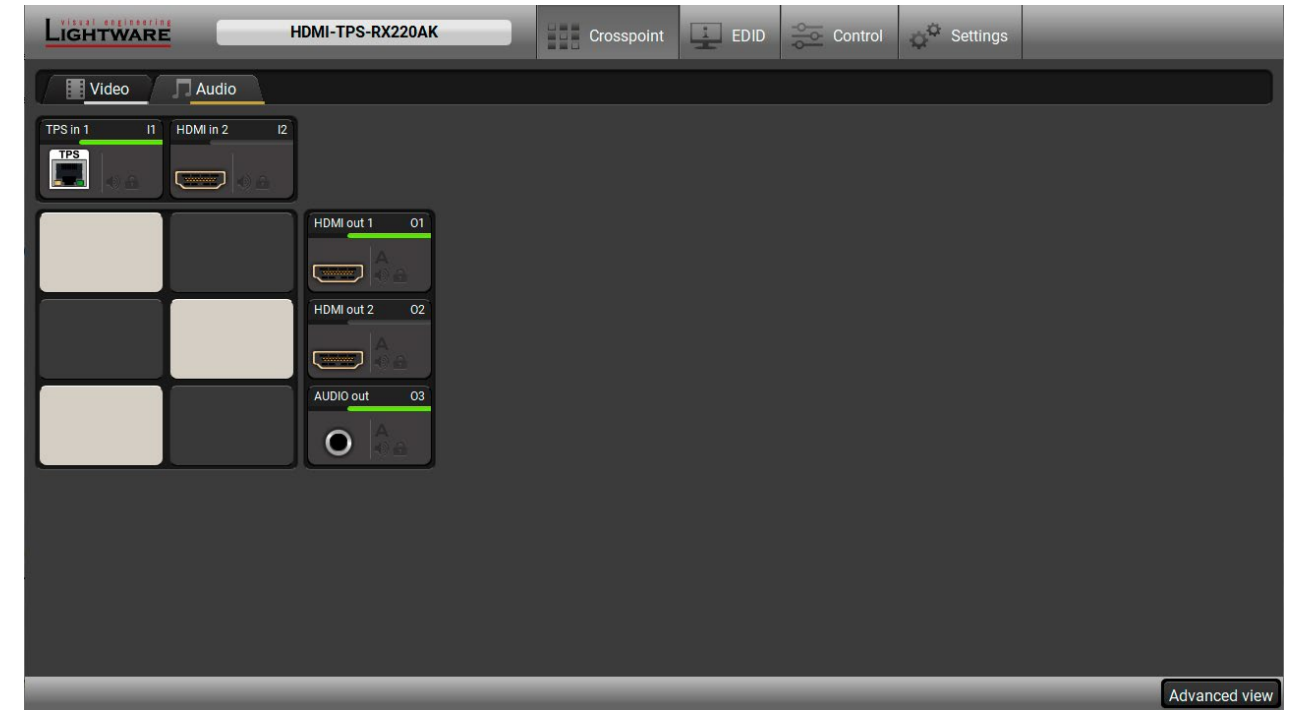 visual engineering
LIGHTWARE
HDMI-TPS-RX220AK
Crosspoint
EDID
Control
Settings
Video
Audio
TPS in 1 I1
HDMI in 2 I2
TPS
HDMI out 1 O1
A
HDMI out 2 O2
A
AUDIO out O3
A
Advanced view